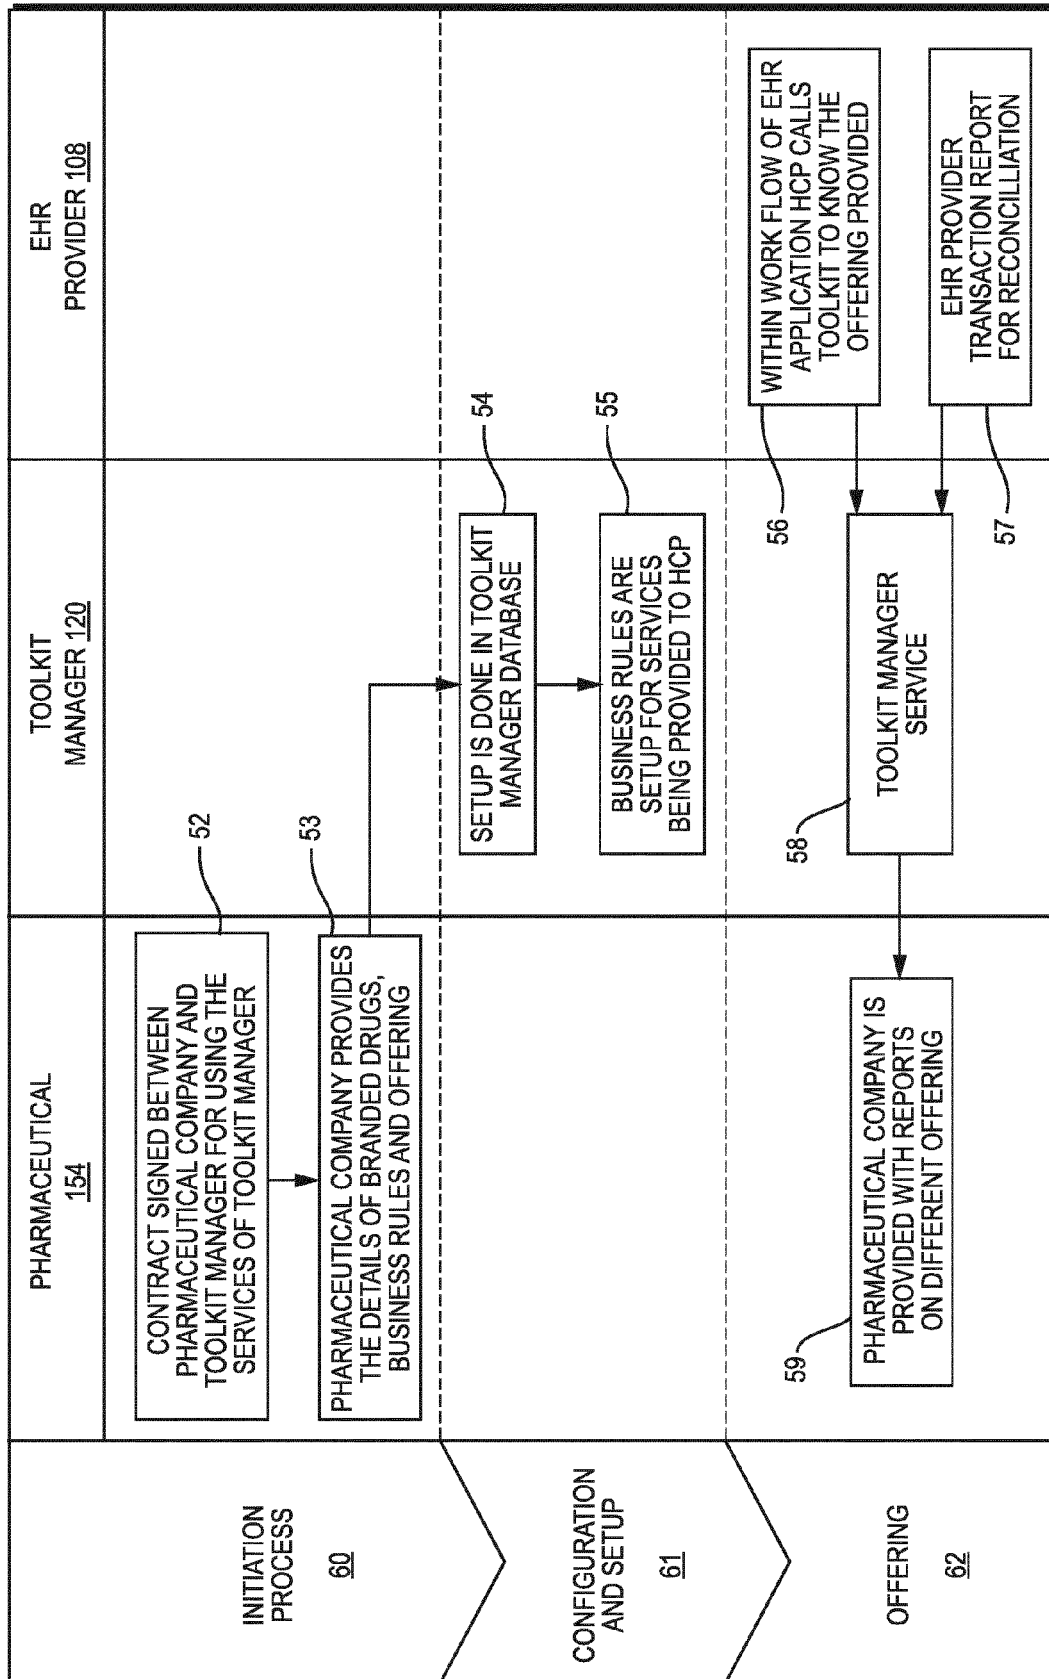 PHARMACEUTICAL
154
TOOLKIT
MANAGER 120
EHR
PROVIDER 108
INITIATION
PROCESS
60
CONTRACT SIGNED BETWEEN
PHARMACEUTICAL COMPANY AND
TOOLKIT MANAGER FOR USING THE
SERVICES OF TOOLKIT MANAGER
52
PHARMACEUTICAL COMPANY PROVIDES
THE DETAILS OF BRANDED DRUGS,
BUSINESS RULES AND OFFERING
53
CONFIGURATION
AND SETUP
61
SETUP IS DONE IN TOOLKIT
MANAGER DATABASE
54
BUSINESS RULES ARE
SETUP FOR SERVICES
BEING PROVIDED TO HCP
55
OFFERING
62
59
PHARMACEUTICAL COMPANY IS
PROVIDED WITH REPORTS
ON DIFFERENT OFFERING
58
TOOLKIT MANAGER
SERVICE
56
WITHIN WORK FLOW OF EHR
APPLICATION HCP CALLS
TOOLKIT TO KNOW THE
OFFERING PROVIDED
57
EHR PROVIDER
TRANSACTION REPORT
FOR RECONCILLIATION